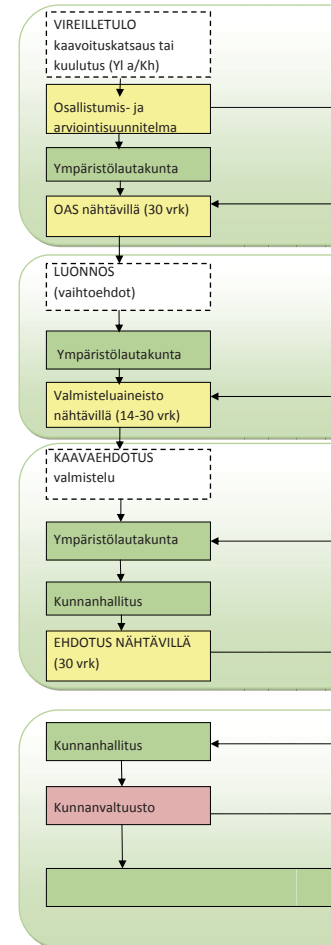 VIREILLETULO
kaavoituskatsaus tai
kuulutus (Yl a/Kh)
Osallistumis- ja
arviointisuunnitelma
Ympäristölautakunta
OAS nähtävillä (30 vrk)
LUONNOS
(vaihtoehdot)
Ympäristölautakunta
Valmisteluaineisto
nähtävillä (14-30 vrk)
KAAVAEHDOTUS
valmistelu
Ympäristölautakunta
Kunnanhallitus
EHDOTUS NÄHTÄVILLÄ
(30 vrk)
Kunnanhallitus
Kunnanvaltuusto